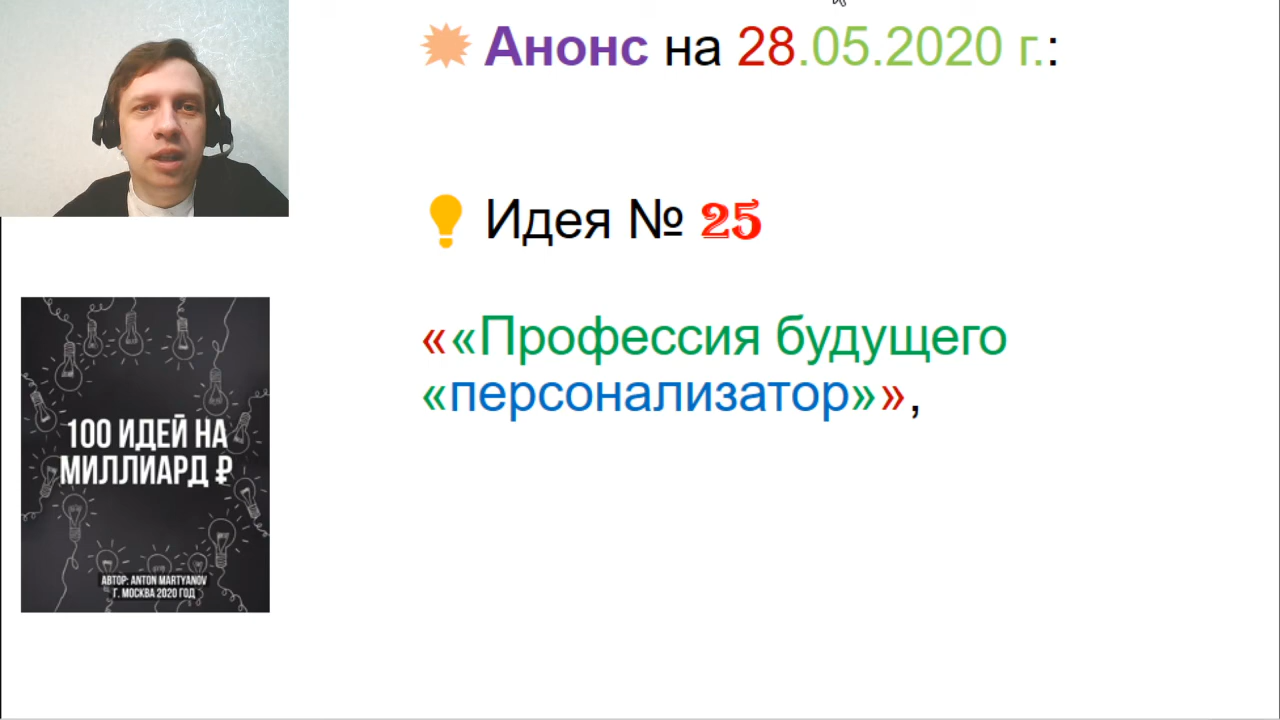 Анонс на 28.05.2020 г.:
Идея № 25
««Профессия будущего
«персонализатор»»,
100 ИДЕЙ НА
МИЛЛИАРД ₽
АВТОР: ANTON MARTYANOV
Г. МОСКВА 2020 ГОД